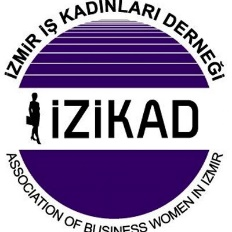 İZMİR İŞ KADINLARI DERNEĞİ
İZİKAD
ASSOCIATION OF BUSINESS WOMEN IN IZMIR